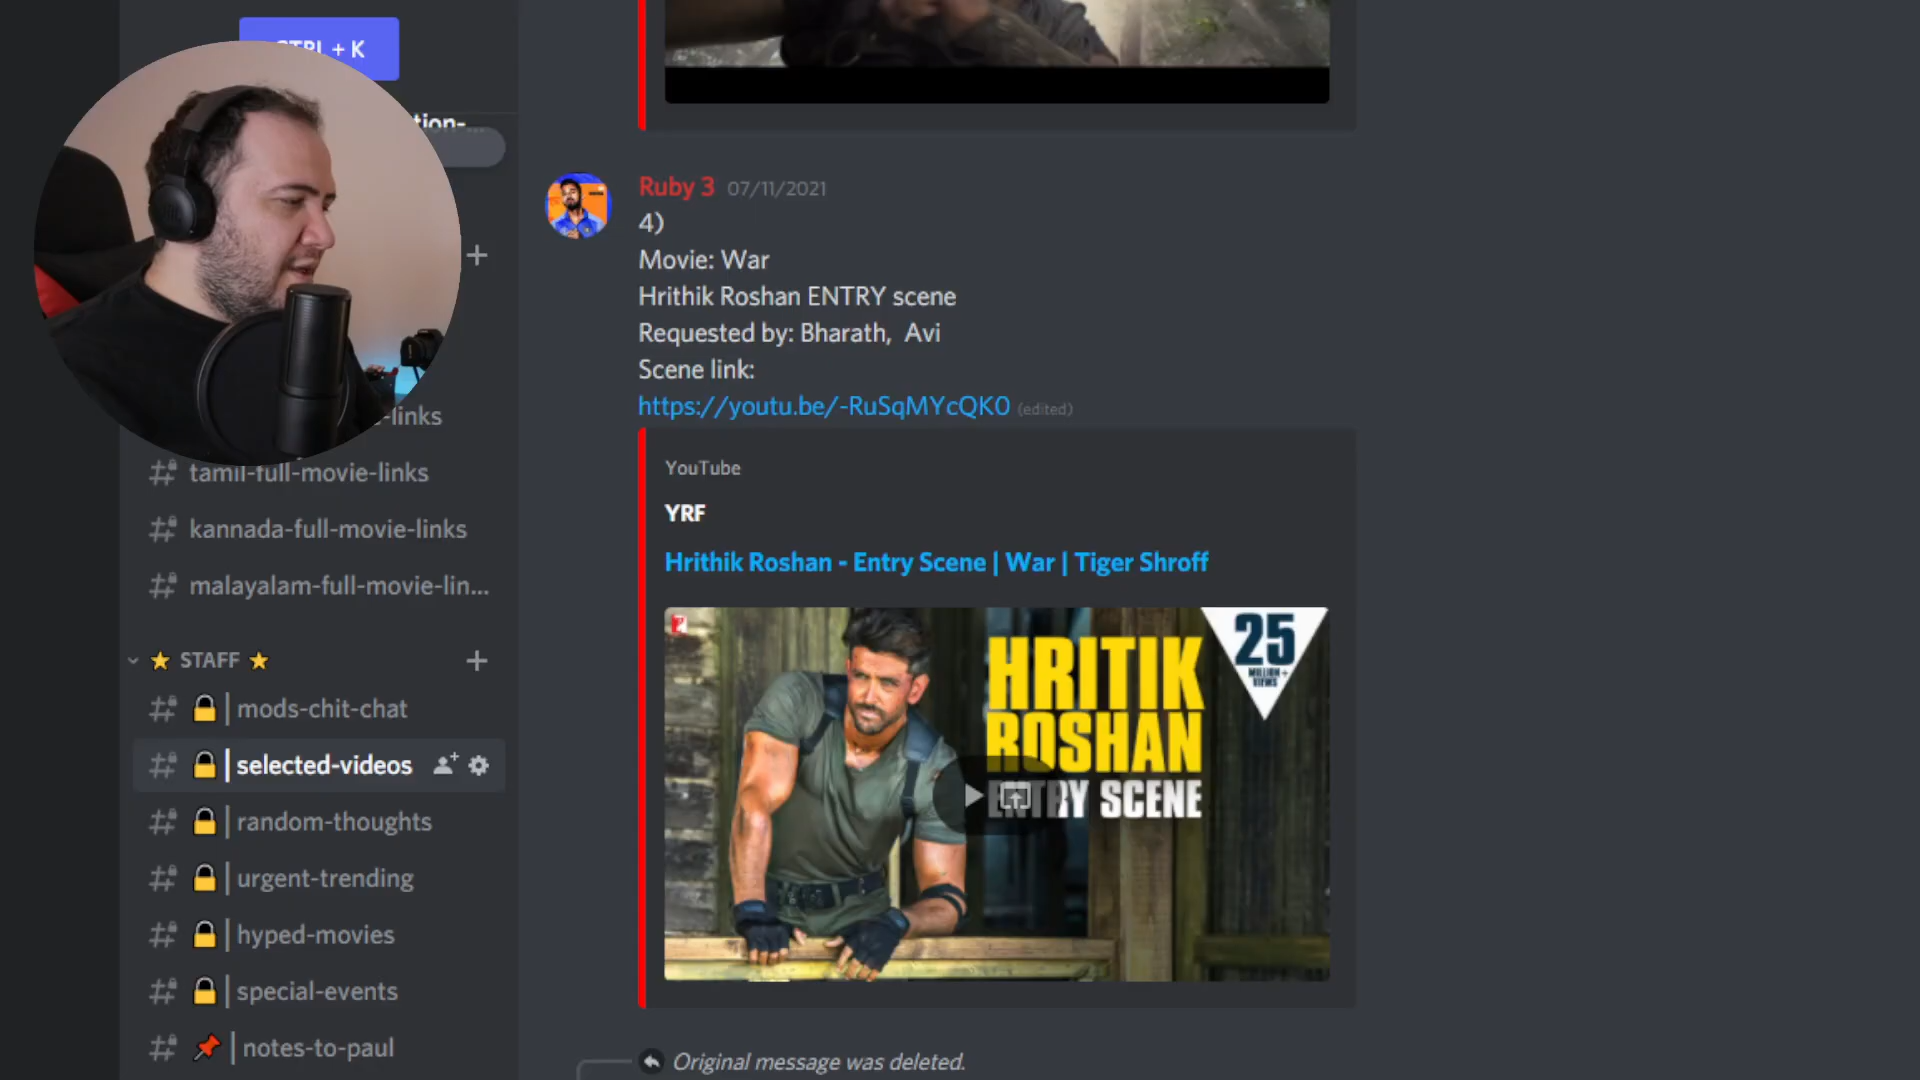 CTRL + K
tion-...
-links
tamil-full-movie-links
kannada-full-movie-links
malayalam-full-movie-lin...
⭐ STAFF ⭐
🔒 | mods-chit-chat
🔒 | selected-videos
🔒 | random-thoughts
🔒 | urgent-trending
🔒 | hyped-movies
🔒 | special-events
📌 | notes-to-paul
Ruby 3 07/11/2021
4)
Movie: War
Hrithik Roshan ENTRY scene
Requested by: Bharath,  Avi
Scene link:
https://youtu.be/-RuSqMYcQK0 (edited)
YouTube
YRF
Hrithik Roshan - Entry Scene | War | Tiger Shroff
HRITIK
ROSHAN
ENTRY SCENE
25
MILLION+
VIEWS
Original message was deleted.